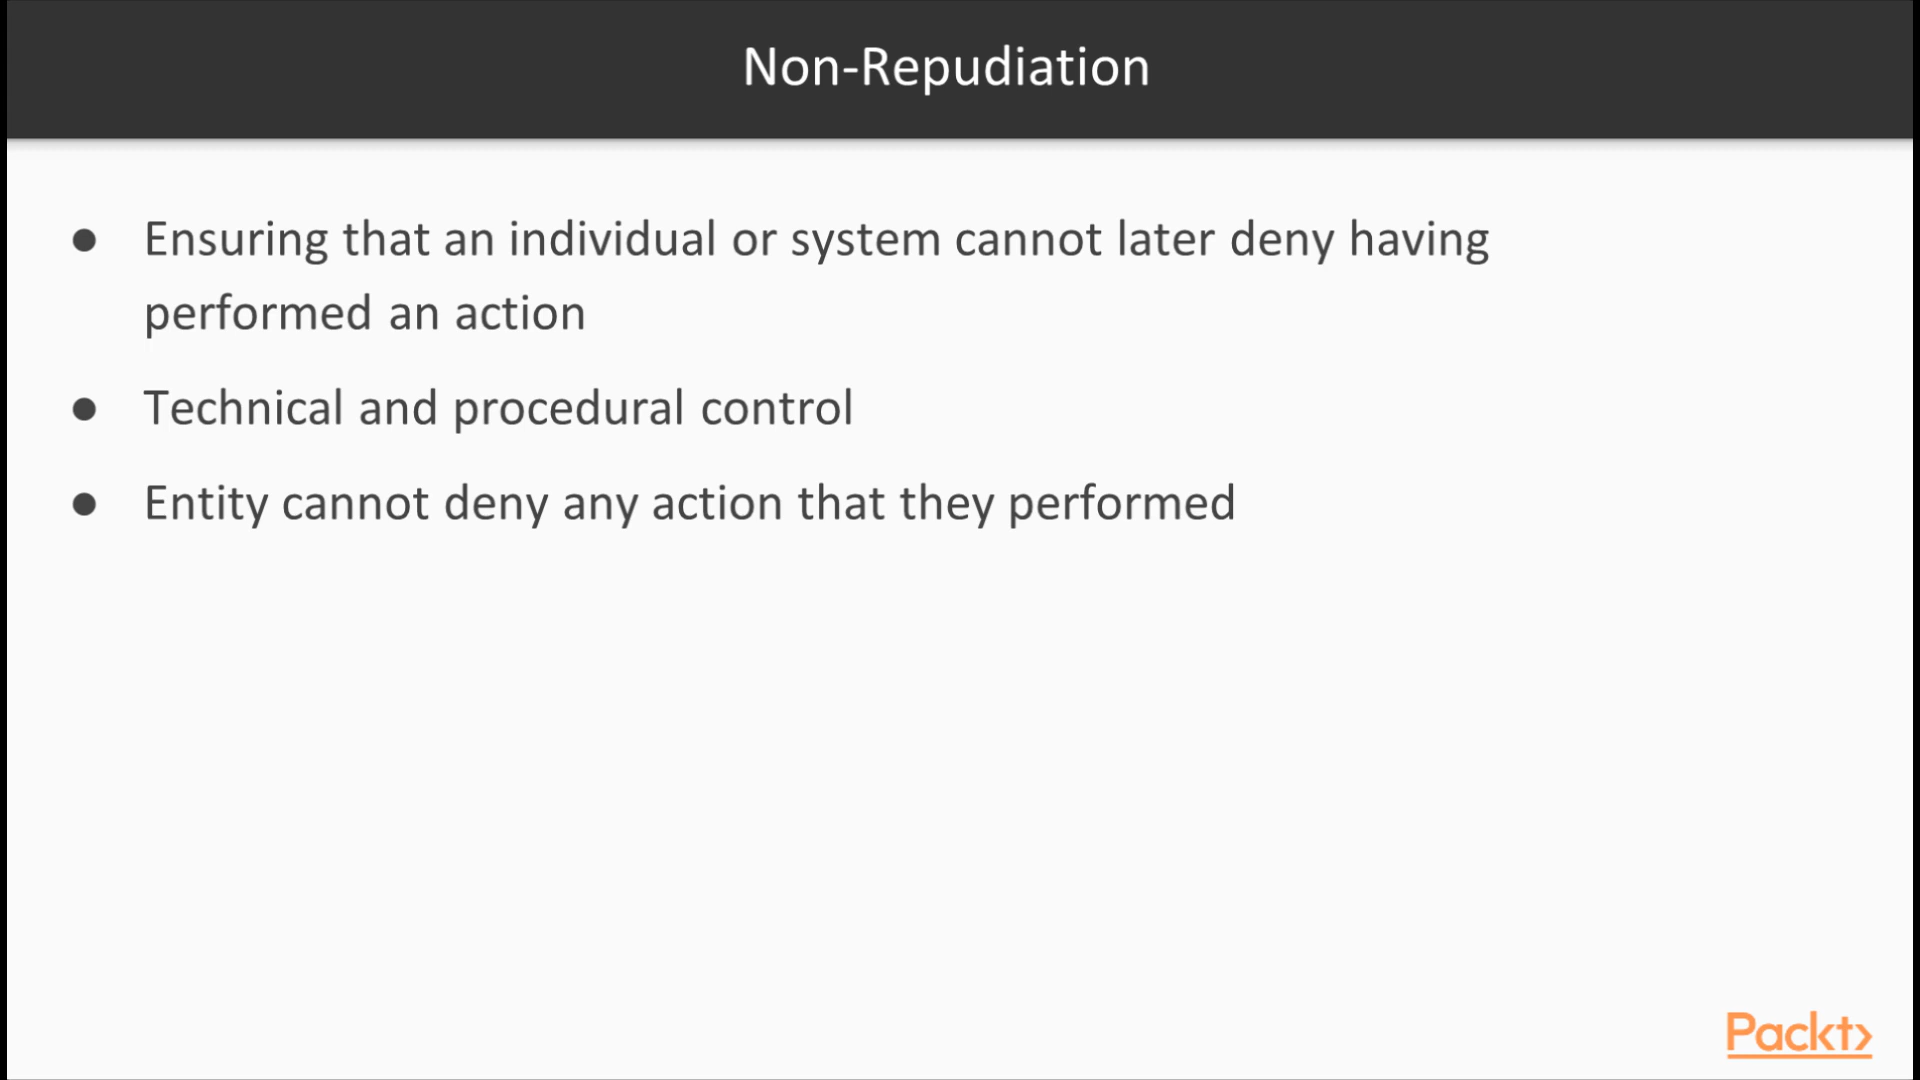 Non-Repudiation
● Ensuring that an individual or system cannot later deny having
performed an action
● Technical and procedural control
● Entity cannot deny any action that they performed
Packt>